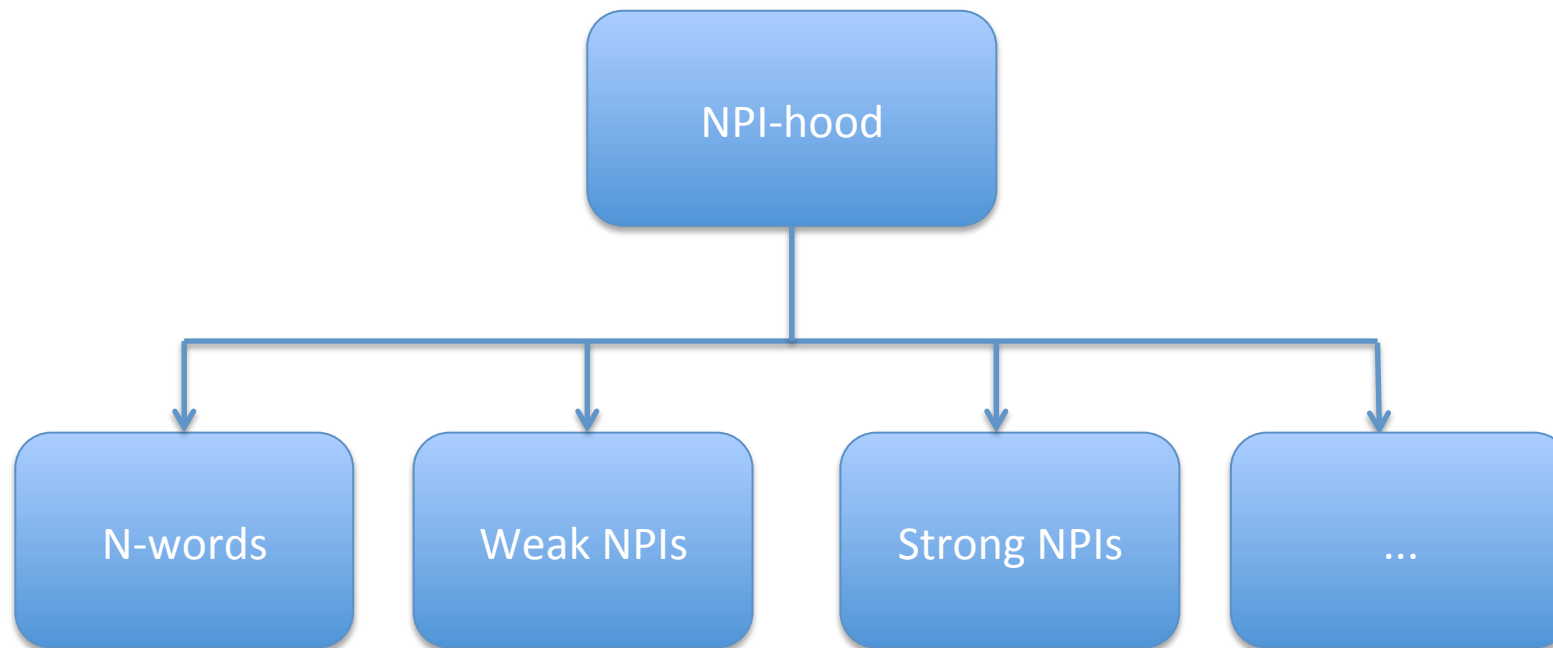 NPI-hood
N-words
Weak NPIs
Strong NPIs
...